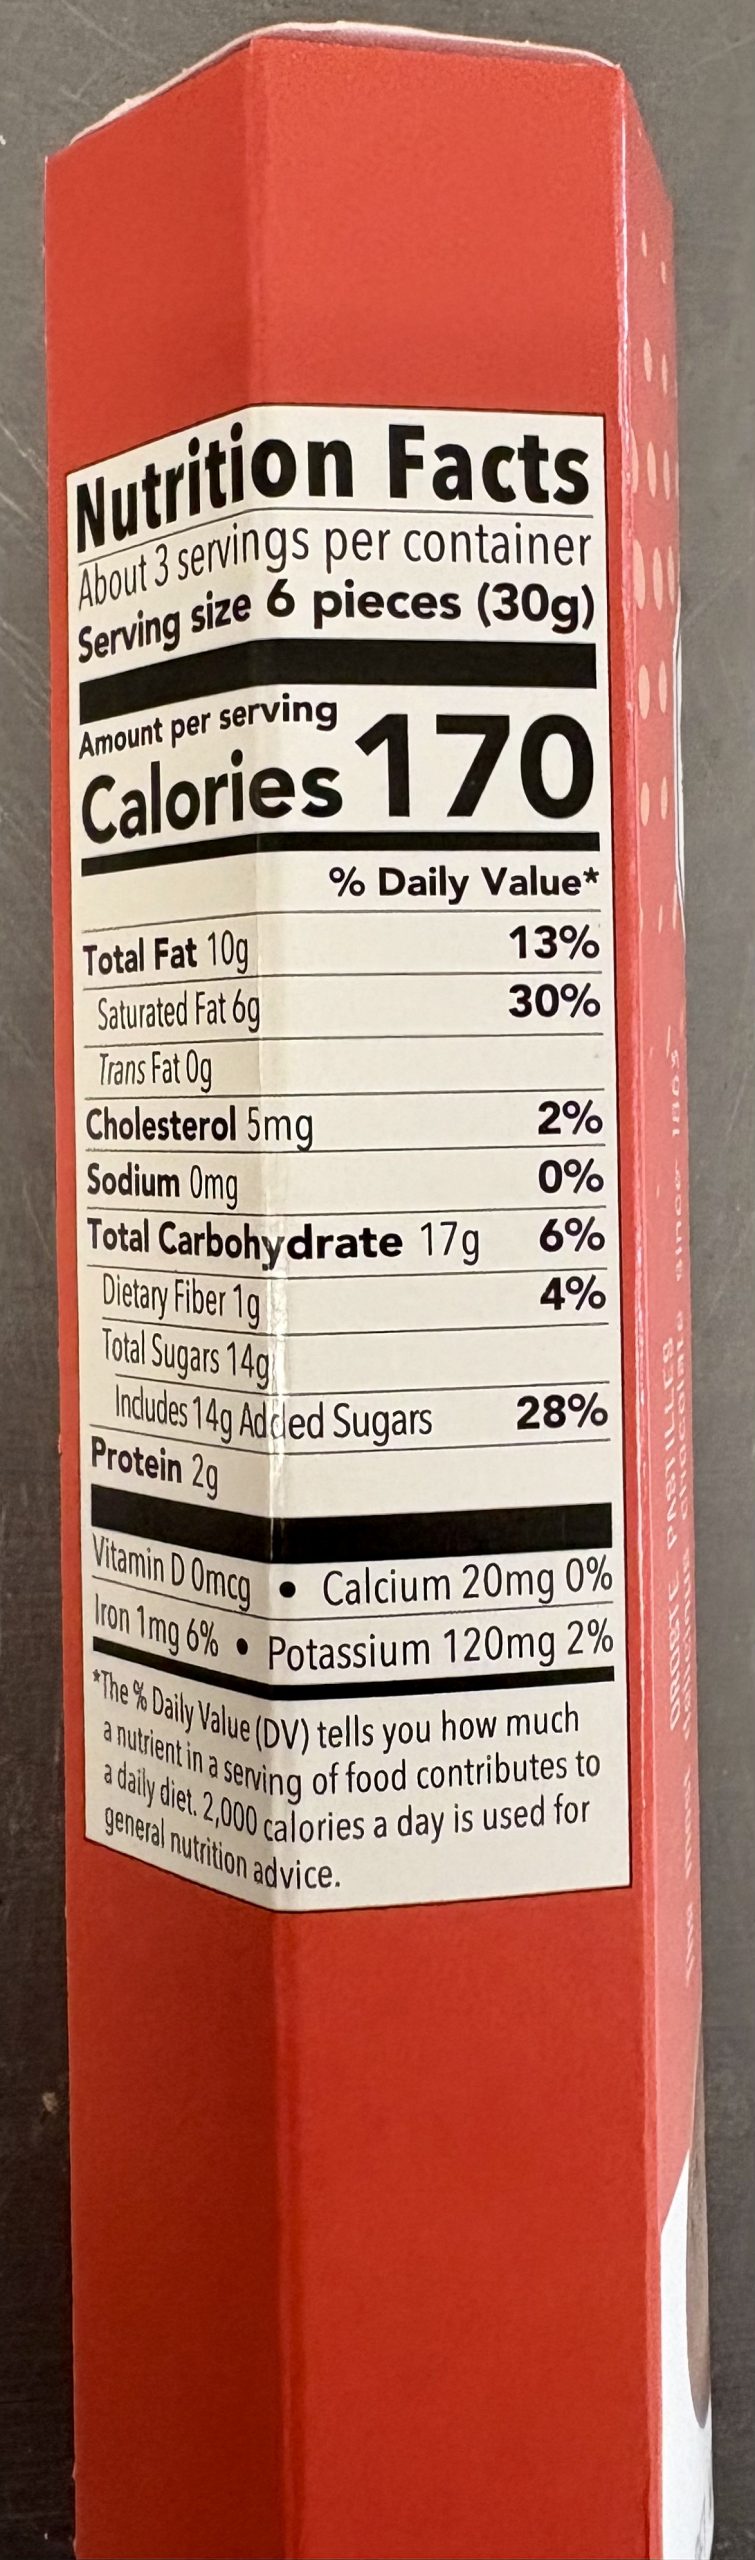 Nutrition Facts
About 3 servings per container
Serving size 6 pieces (30g)
Amount per serving
Calories 170
% Daily Value*
Total Fat 10g 13%
Saturated Fat 6g 30%
Trans Fat 0g
Cholesterol 5mg 2%
Sodium 0mg 0%
Total Carbohydrate 17g 6%
Dietary Fiber 1g 4%
Total Sugars 14g
Includes 14g Added Sugars 28%
Protein 2g
Vitamin D 0mcg • Calcium 20mg 0%
Iron 1mg 6% • Potassium 120mg 2%
*The % Daily Value (DV) tells you how much
a nutrient in a serving of food contributes to
a daily diet. 2,000 calories a day is used for
general nutrition advice.
PASTILLES
chocolate since 1805